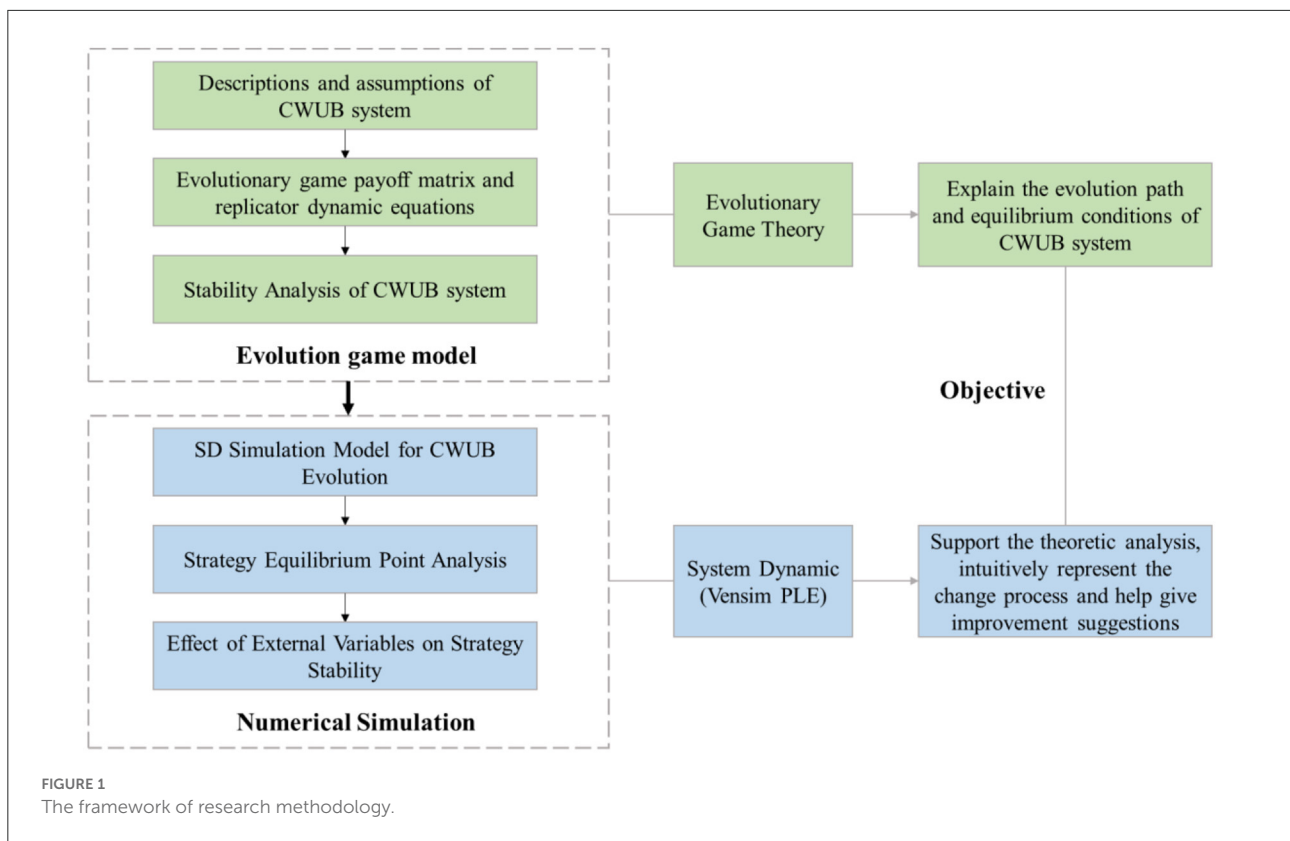 Descriptions and assumptions of
CWUB system
Evolutionary game payoff matrix and
replicator dynamic equations
Stability Analysis of CWUB system
Evolution game model
Evolutionary
Game Theory
Explain the evolution path
and equilibrium conditions of
CWUB system
Objective
SD Simulation Model for CWUB
Evolution
Strategy Equilibrium Point Analysis
Effect of External Variables on Strategy
Stability
Numerical Simulation
System Dynamic
(Vensim PLE)
Support the theoretic analysis,
intuitively represent the
change process and help give
improvement suggestions
FIGURE 1
The framework of research methodology.